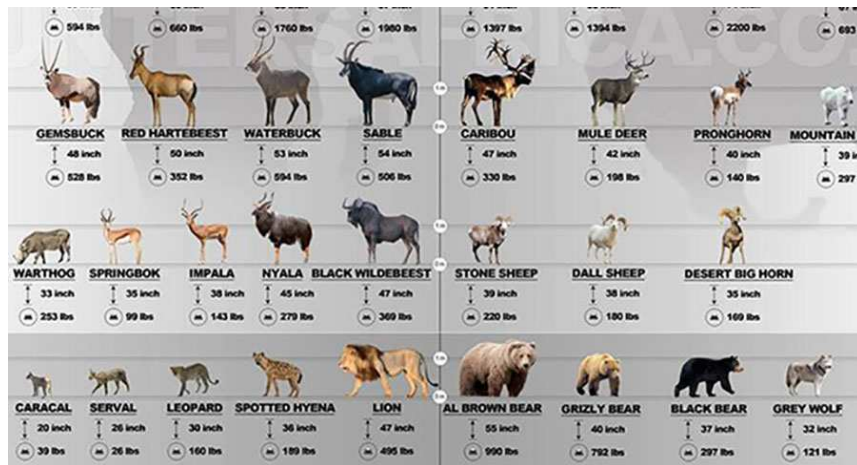 594 lbs 660 lbs 1760 lbs 1980 lbs 1397 lbs 1394 lbs 2200 lbs 693
UNTERSAFRICA.CO
GEMSBUCK RED HARTEBEEST WATERBUCK SABLE CARIBOU MULE DEER PRONGHORN MOUNTAIN
48 inch 50 inch 53 inch 54 inch 47 inch 42 inch 40 inch 39 i
528 lbs 352 lbs 594 lbs 506 lbs 330 lbs 198 lbs 140 lbs 297
WARTHOG SPRINGBOK IMPALA NYALA BLACK WILDEBEEST STONE SHEEP DALL SHEEP DESERT BIG HORN
33 inch 35 inch 38 inch 45 inch 47 inch 39 inch 38 inch 35 inch
253 lbs 99 lbs 143 lbs 279 lbs 369 lbs 220 lbs 180 lbs 169 lbs
CARACAL SERVAL LEOPARD SPOTTED HYENA LION AL BROWN BEAR GRIZLY BEAR BLACK BEAR GREY WOLF
20 inch 26 inch 30 inch 36 inch 47 inch 55 inch 40 inch 37 inch 32 inch
39 lbs 26 lbs 160 lbs 189 lbs 495 lbs 990 lbs 792 lbs 297 lbs 121 lbs